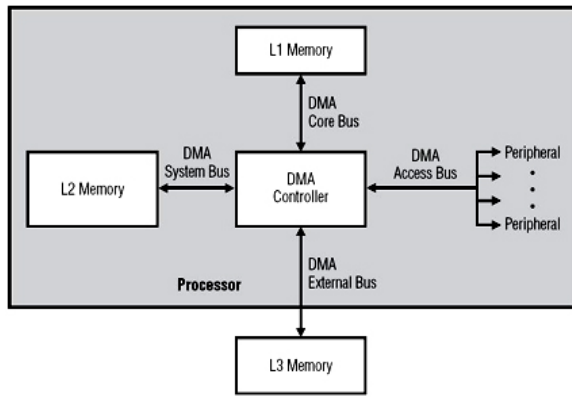 L1 Memory
DMA
Core Bus
DMA
System Bus
L2 Memory
DMA
Controller
DMA
Access Bus
Peripheral
Peripheral
DMA
External Bus
Processor
L3 Memory